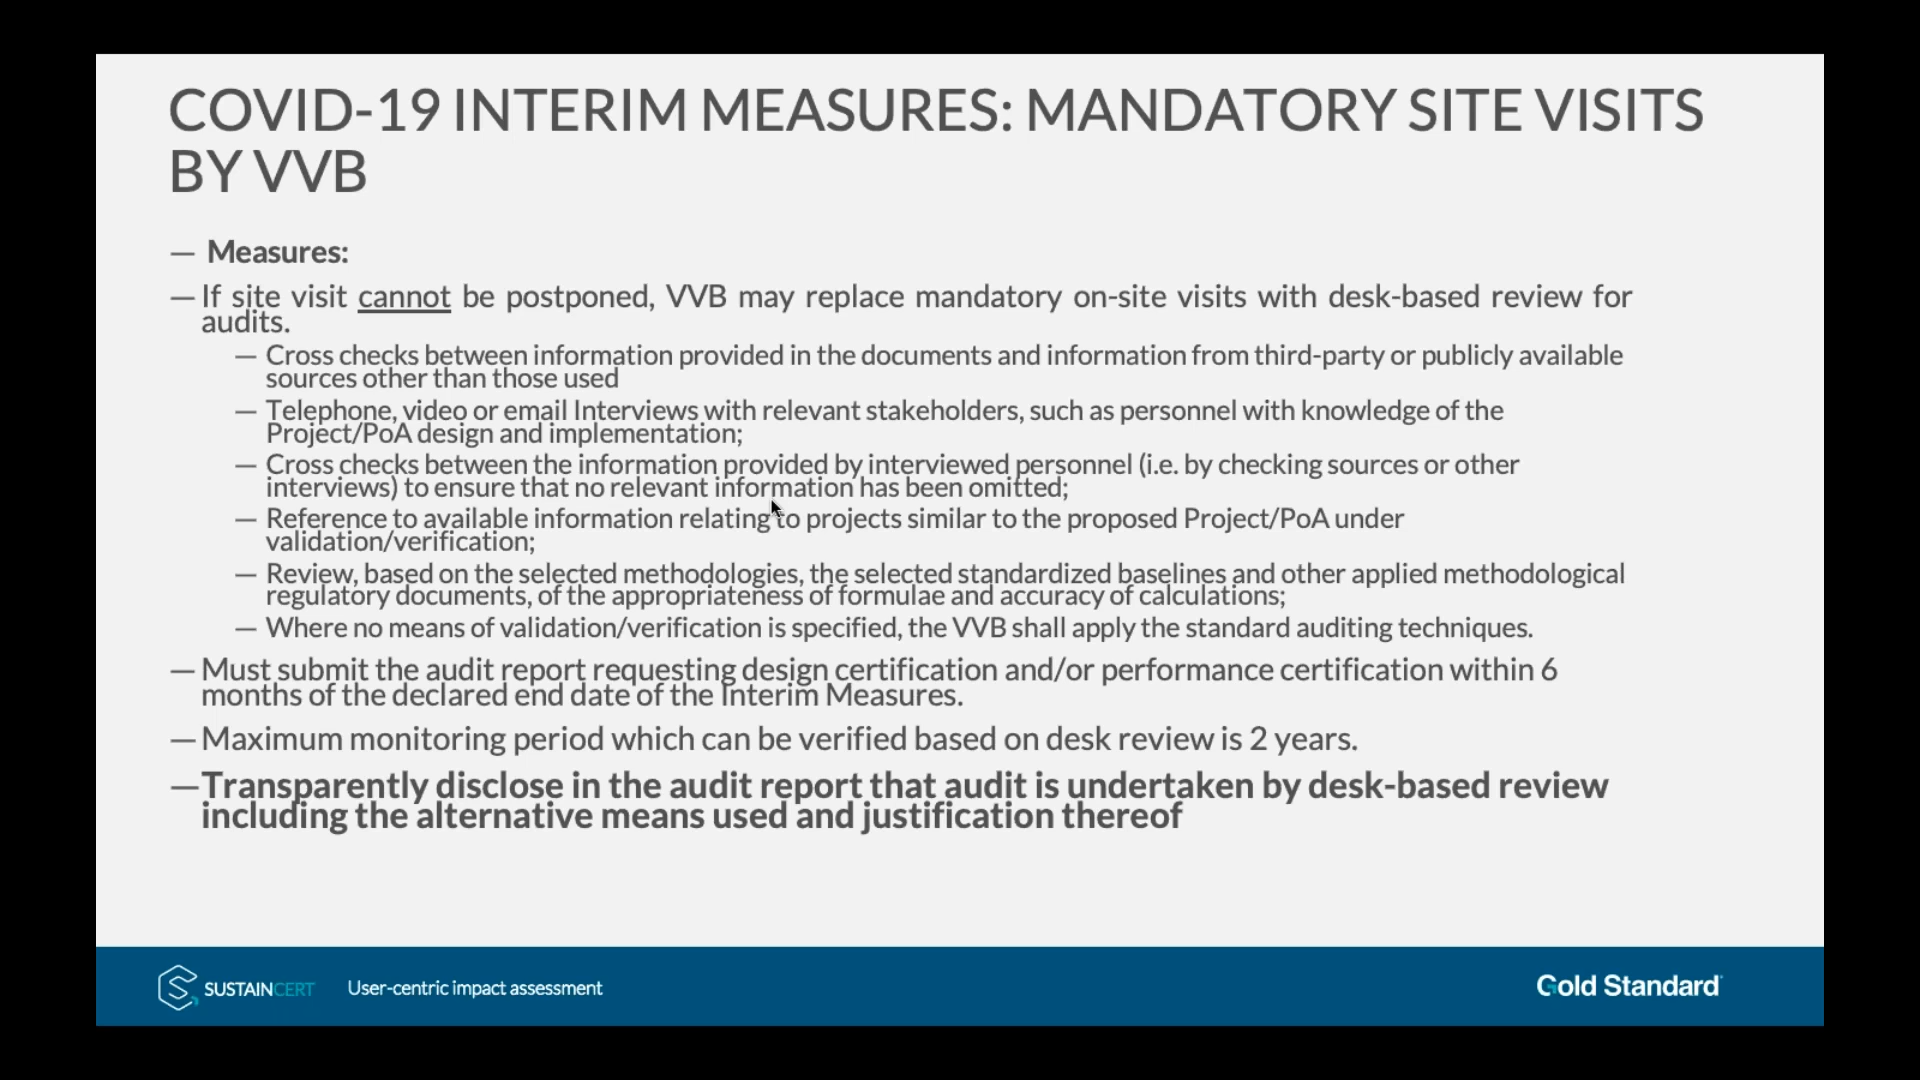 COVID-19 INTERIM MEASURES: MANDATORY SITE VISITS
BY VVB
— Measures:
— If site visit cannot be postponed, VVB may replace mandatory on-site visits with desk-based review for
audits.
— Cross checks between information provided in the documents and information from third-party or publicly available
sources other than those used
— Telephone, video or email Interviews with relevant stakeholders, such as personnel with knowledge of the
Project/PoA design and implementation;
— Cross checks between the information provided by interviewed personnel (i.e. by checking sources or other
interviews) to ensure that no relevant information has been omitted;
— Reference to available information relating to projects similar to the proposed Project/PoA under
validation/verification;
— Review, based on the selected methodologies, the selected standardized baselines and other applied methodological
regulatory documents, of the appropriateness of formulae and accuracy of calculations;
— Where no means of validation/verification is specified, the VVB shall apply the standard auditing techniques.
— Must submit the audit report requesting design certification and/or performance certification within 6
months of the declared end date of the Interim Measures.
— Maximum monitoring period which can be verified based on desk review is 2 years.
— Transparently disclose in the audit report that audit is undertaken by desk-based review
including the alternative means used and justification thereof
SUSTAINCERT User-centric impact assessment Gold Standard